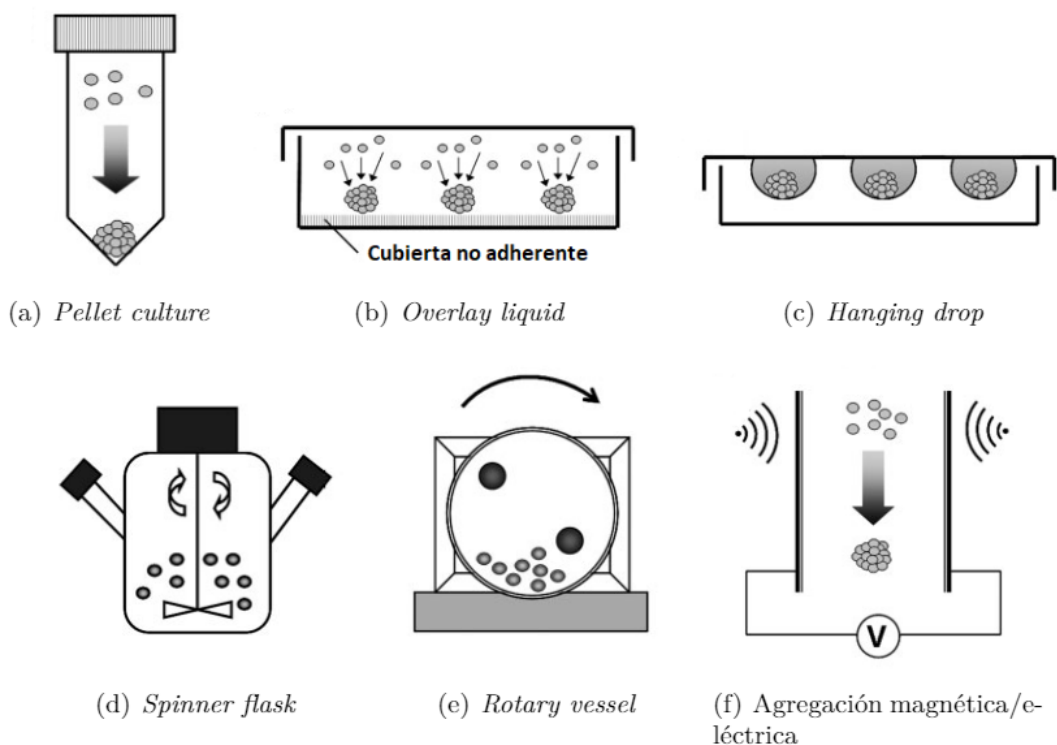 Cubierta no adherente
(a) Pellet culture
(b) Overlay liquid
(c) Hanging drop
V
(d) Spinner flask
(e) Rotary vessel
(f) Agregación magnética/e-
léctrica